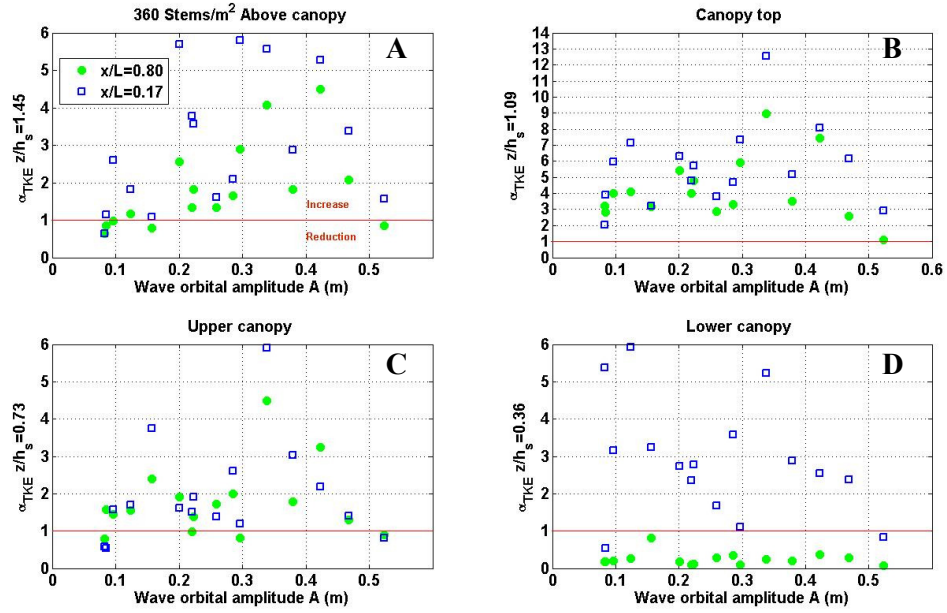 360 Stems/m² Above canopy
A
α_TKE z/h_s=1.45
6
5
4
3
2
1
0
x/L=0.80
x/L=0.17
Increase
Reduction
0 0.1 0.2 0.3 0.4 0.5
Wave orbital amplitude A (m)
Canopy top
B
α_TKE z/h_s=1.09
14
13
12
11
10
9
8
7
6
5
4
3
2
1
0
0 0.1 0.2 0.3 0.4 0.5 0.6
Wave orbital amplitude A (m)
Upper canopy
C
α_TKE z/h_s=0.73
6
5
4
3
2
1
0
0 0.1 0.2 0.3 0.4 0.5
Wave orbital amplitude A (m)
Lower canopy
D
α_TKE z/h_s=0.36
6
5
4
3
2
1
0
0 0.1 0.2 0.3 0.4 0.5
Wave orbital amplitude A (m)